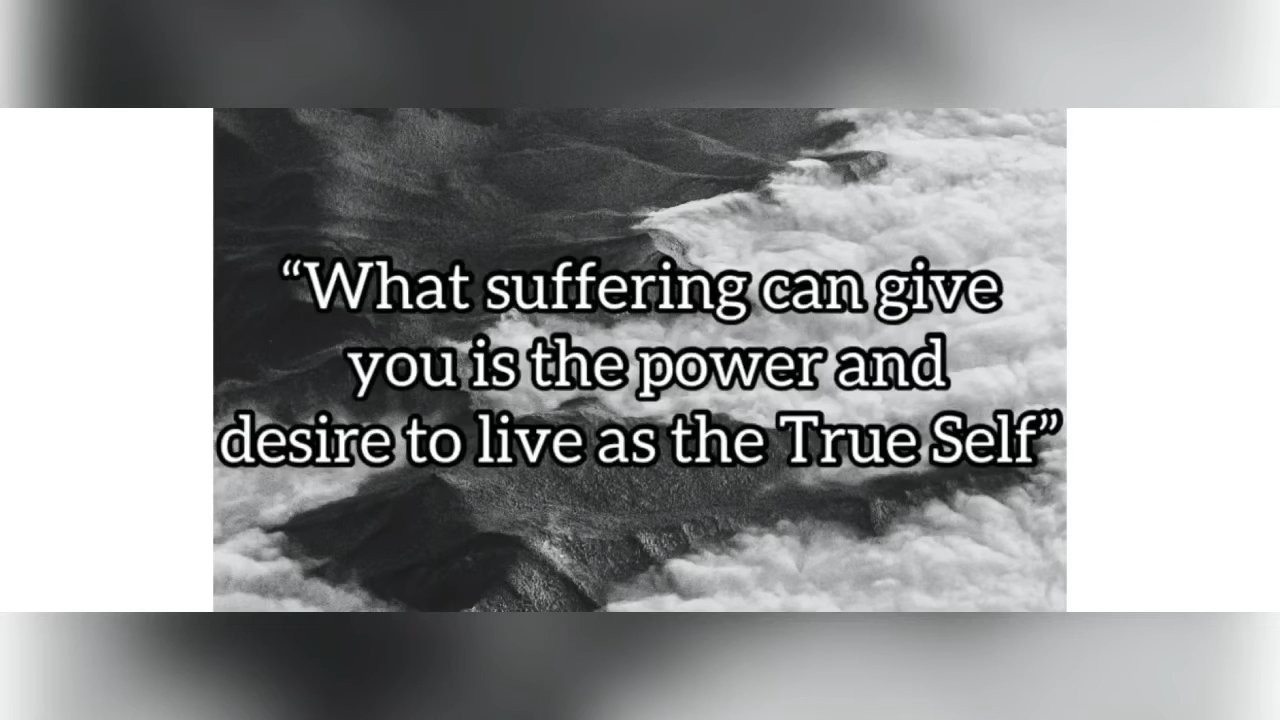 “What suffering can give
you is the power and
desire to live as the True Self”